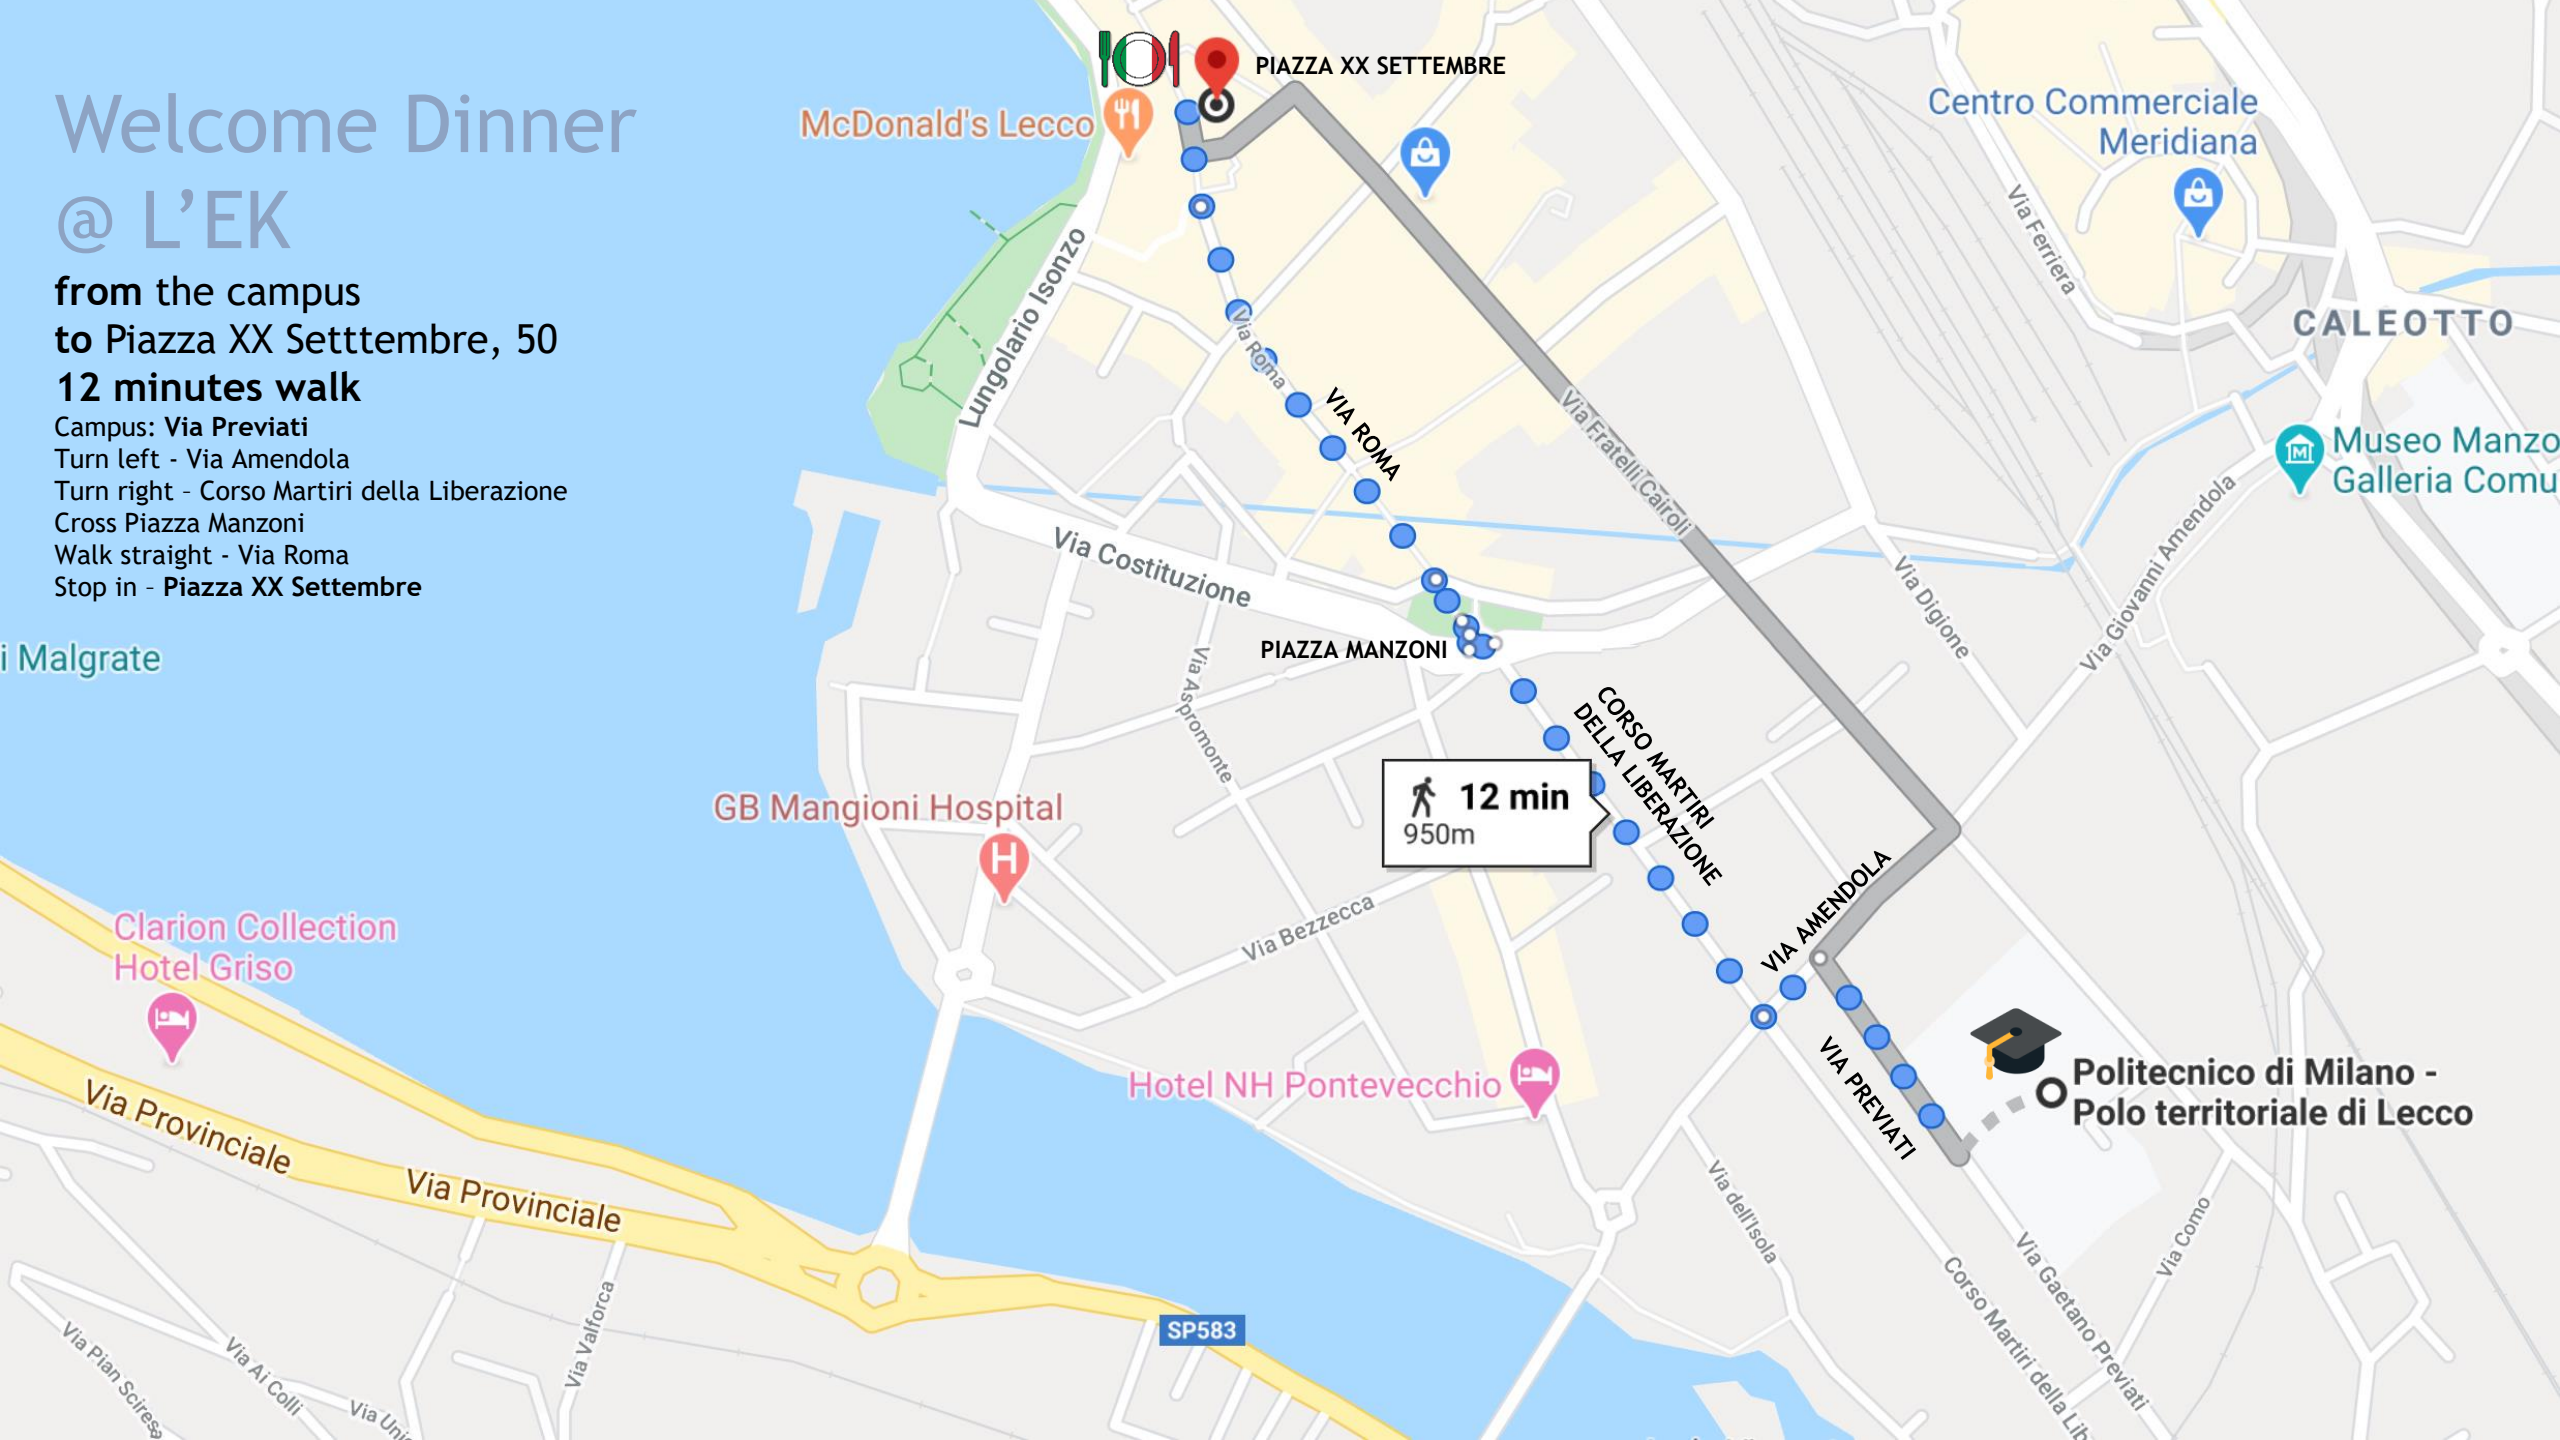 Welcome Dinner
@ L’EK
from the campus
to Piazza XX Setttembre, 50
12 minutes walk
Campus: Via Previati
Turn left - Via Amendola
Turn right – Corso Martiri della Liberazione
Cross Piazza Manzoni
Walk straight - Via Roma
Stop in – Piazza XX Settembre
PIAZZA XX SETTEMBRE
McDonald's Lecco
Centro Commerciale
Meridiana
Via Ferriera
CALEOTTO
Lungolario Isonzo
Via Roma
VIA ROMA
Via Fratelli Cairoli
Museo Manzo
Galleria Comu
Via Costituzione
Via Digione
Via Giovanni Amendola
i Malgrate
PIAZZA MANZONI
Via Aspromonte
CORSO MARTIRI
DELLA LIBERAZIONE
12 min
950m
GB Mangioni Hospital
H
Via Bezzecca
VIA AMENDOLA
Clarion Collection
Hotel Griso
Hotel NH Pontevecchio
VIA PREVIATI
Politecnico di Milano -
Polo territoriale di Lecco
M
Via Provinciale
Via Provinciale
Via dell'Isola
Via Como
Via Gaetano Previati
Corso Martiri della Lib
SP583
Via Valforca
Via Pian Sciresa
Via Ai Colli
Via Unio